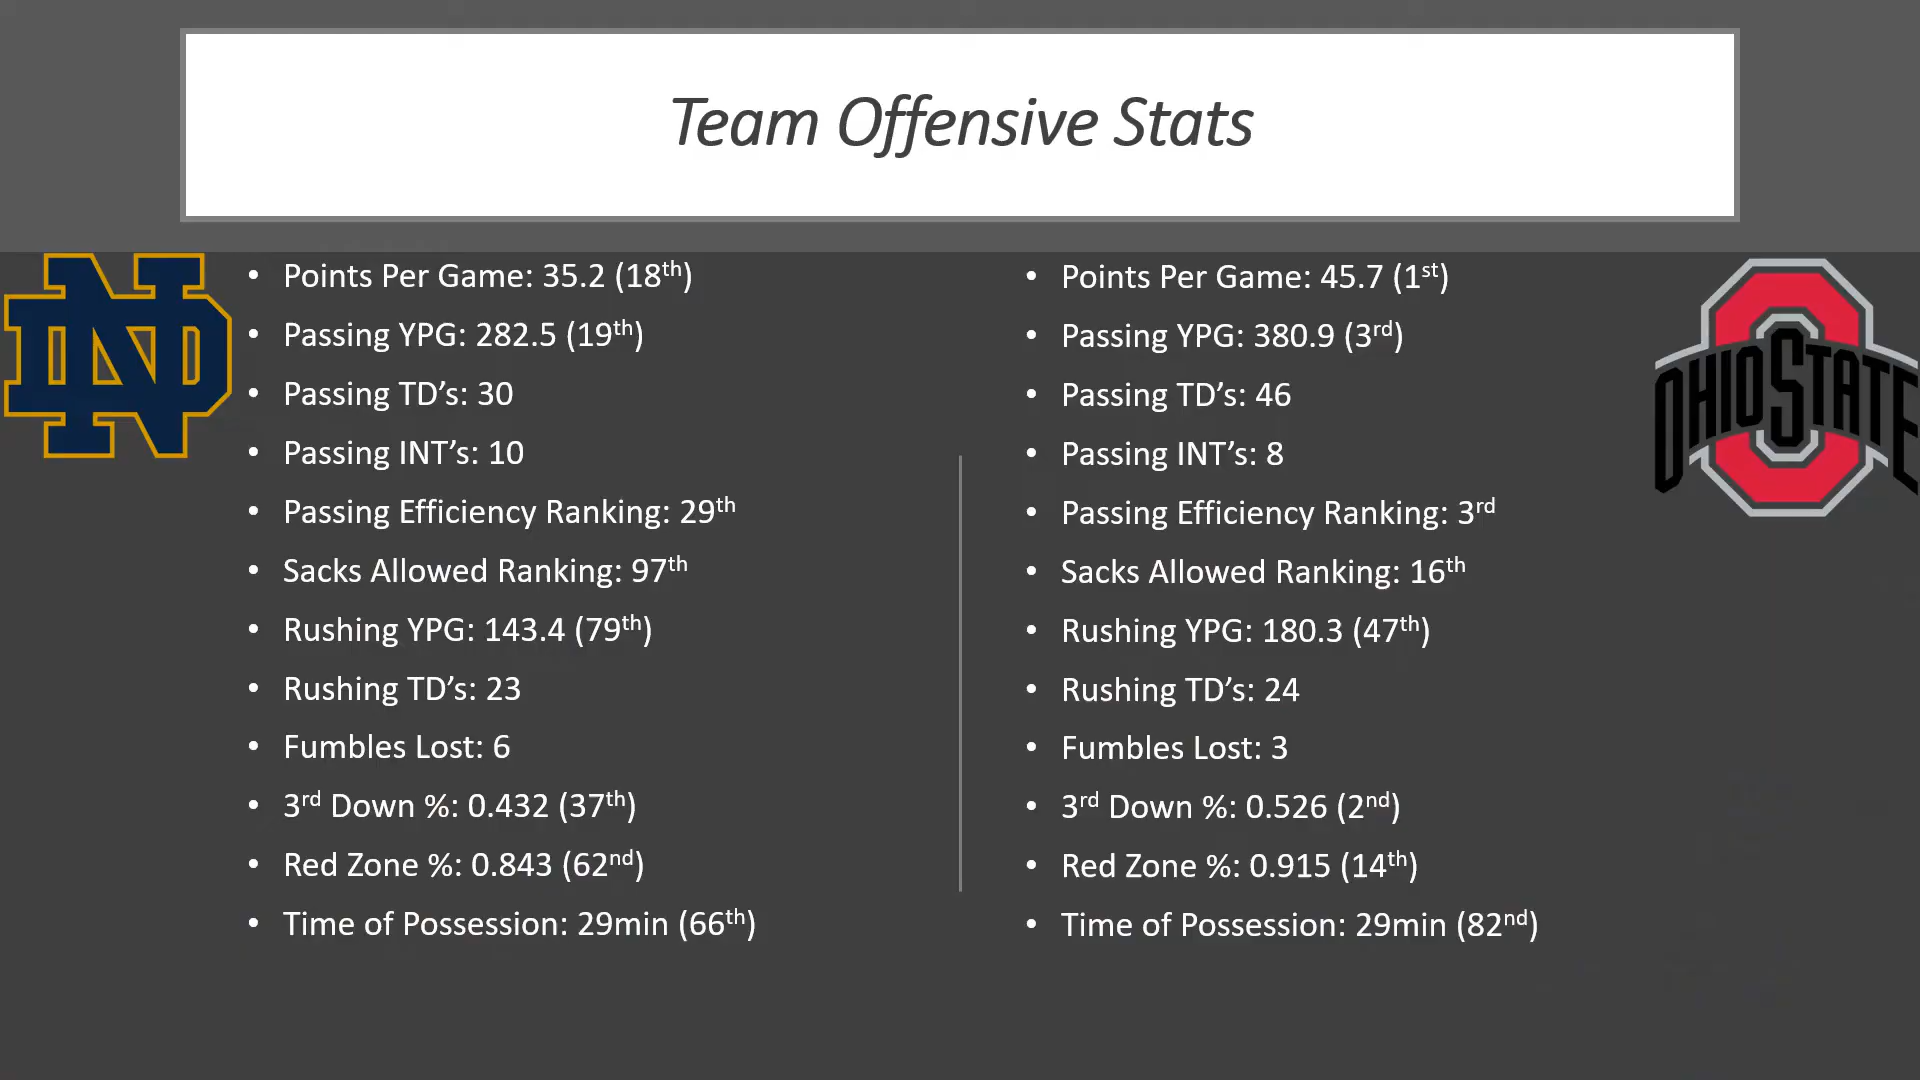 Team Offensive Stats
ND
• Points Per Game: 35.2 (18th)
• Passing YPG: 282.5 (19th)
• Passing TD’s: 30
• Passing INT’s: 10
• Passing Efficiency Ranking: 29th
• Sacks Allowed Ranking: 97th
• Rushing YPG: 143.4 (79th)
• Rushing TD’s: 23
• Fumbles Lost: 6
• 3rd Down %: 0.432 (37th)
• Red Zone %: 0.843 (62nd)
• Time of Possession: 29min (66th)
• Points Per Game: 45.7 (1st)
• Passing YPG: 380.9 (3rd)
• Passing TD’s: 46
• Passing INT’s: 8
• Passing Efficiency Ranking: 3rd
• Sacks Allowed Ranking: 16th
• Rushing YPG: 180.3 (47th)
• Rushing TD’s: 24
• Fumbles Lost: 3
• 3rd Down %: 0.526 (2nd)
• Red Zone %: 0.915 (14th)
• Time of Possession: 29min (82nd)
OHIO STATE